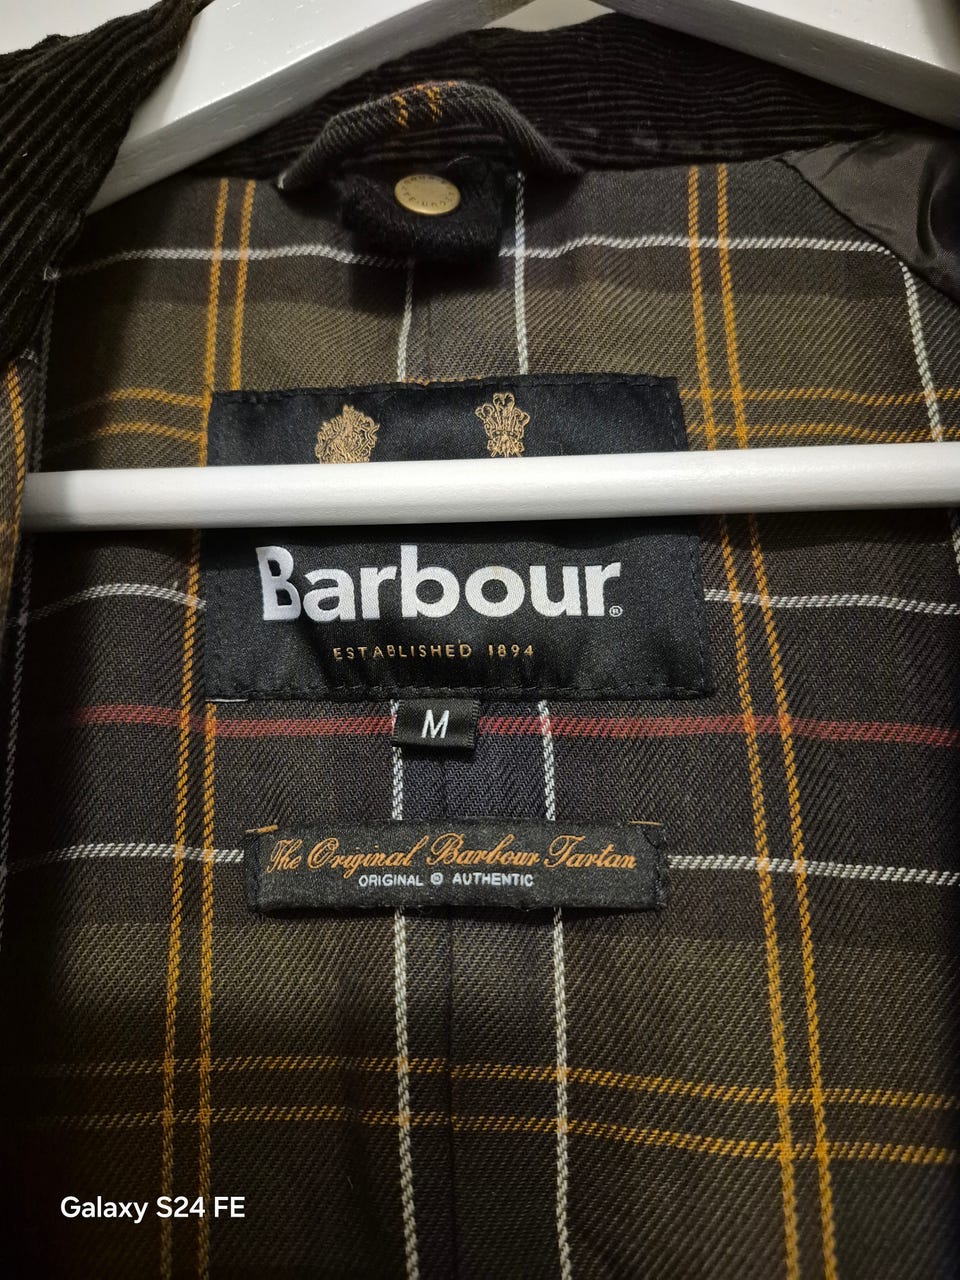 Barbour®
ESTABLISHED 1894
M
The Original Barbour Tartan
ORIGINAL & AUTHENTIC
Galaxy S24 FE